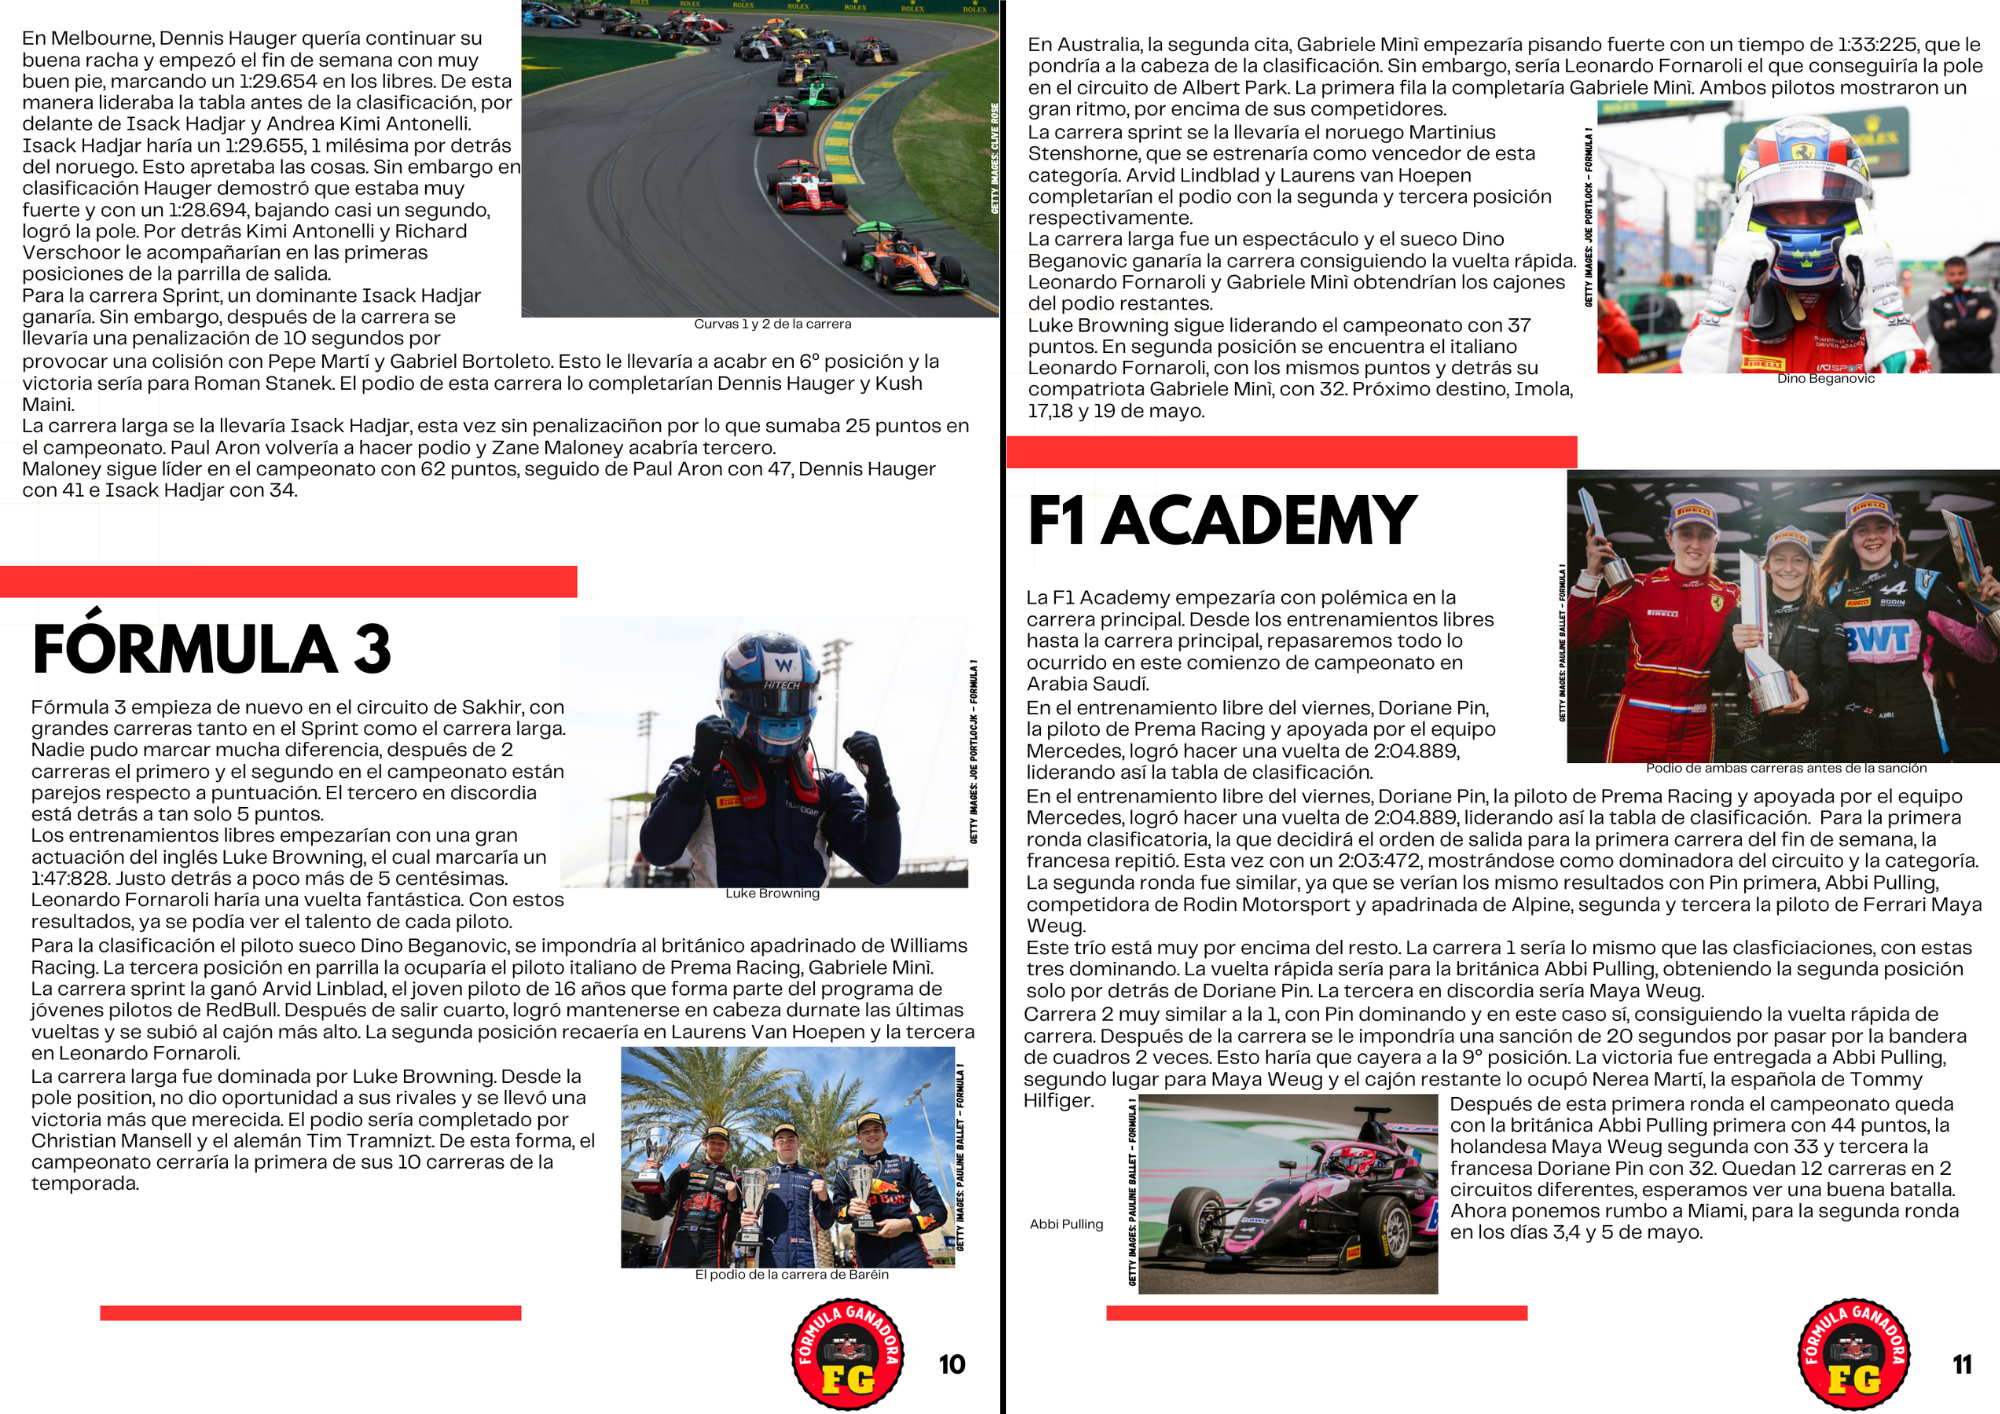 En Melbourne, Dennis Hauger quería continuar su
buena racha y empezó el fin de semana con muy
buen pie, marcando un 1:29.654 en los libres. De esta
manera lideraba la tabla antes de la clasificación, por
delante de Isack Hadjar y Andrea Kimi Antonelli.
Isack Hadjar haría un 1:29.655, 1 milésima por detrás
del noruego. Esto apretaba las cosas. Sin embargo en
clasificación Hauger demostró que estaba muy
fuerte y con un 1:28.694, bajando casi un segundo,
logró la pole. Por detrás Kimi Antonelli y Richard
Verschoor le acompañarían en las primeras
posiciones de la parrilla de salida.
Para la carrera Sprint, un dominante Isack Hadjar
ganaría. Sin embargo, después de la carrera se
llevaría una penalización de 10 segundos por
provocar una colisión con Pepe Martí y Gabriel Bortoleto. Esto le llevaría a acabr en 6º posición y la
victoria sería para Roman Stanek. El podio de esta carrera lo completarían Dennis Hauger y Kush
Maini.
La carrera larga se la llevaría Isack Hadjar, esta vez sin penalizaciñon por lo que sumaba 25 puntos en
el campeonato. Paul Aron volvería a hacer podio y Zane Maloney acabría tercero.
Maloney sigue líder en el campeonato con 62 puntos, seguido de Paul Aron con 47, Dennis Hauger
con 41 e Isack Hadjar con 34.
ROLEX
ROLEX
ROLEX
ROLEX
GETTY IMAGES: CLIVE ROSE
Curvas 1 y 2 de la carrera
FÓRMULA 3
Fórmula 3 empieza de nuevo en el circuito de Sakhir, con
grandes carreras tanto en el Sprint como el carrera larga.
Nadie pudo marcar mucha diferencia, después de 2
carreras el primero y el segundo en el campeonato están
parejos respecto a puntuación. El tercero en discordia
está detrás a tan solo 5 puntos.
Los entrenamientos libres empezarían con una gran
actuación del inglés Luke Browning, el cual marcaría un
1:47:828. Justo detrás a poco más de 5 centésimas.
Leonardo Fornaroli haría una vuelta fantástica. Con estos
resultados, ya se podía ver el talento de cada piloto.
Para la clasificación el piloto sueco Dino Beganovic, se impondría al británico apadrinado de Williams
Racing. La tercera posición en parrilla la ocuparía el piloto italiano de Prema Racing, Gabriele Minì.
La carrera sprint la ganó Arvid Linblad, el joven piloto de 16 años que forma parte del programa de
jóvenes pilotos de RedBull. Después de salir cuarto, logró mantenerse en cabeza durnate las últimas
vueltas y se subió al cajón más alto. La segunda posición recaería en Laurens Van Hoepen y la tercera
en Leonardo Fornaroli.
La carrera larga fue dominada por Luke Browning. Desde la
pole position, no dio oportunidad a sus rivales y se llevó una
victoria más que merecida. El podio sería completado por
Christian Mansell y el alemán Tim Tramnizt. De esta forma, el
campeonato cerraría la primera de sus 10 carreras de la
temporada.
W
HITECH
GETTY IMAGES: JOE PORTLOCJK - FORMULA 1
Luke Browning
GETTY IMAGES: PAULINE BALLET - FORMULA 1
El podio de la carrera de Baréin
FÓRMULA GANADORA
FG
10
En Australia, la segunda cita, Gabriele Minì empezaría pisando fuerte con un tiempo de 1:33:225, que le
pondría a la cabeza de la clasificación. Sin embargo, sería Leonardo Fornaroli el que conseguiría la pole
en el circuito de Albert Park. La primera fila la completaría Gabriele Minì. Ambos pilotos mostraron un
gran ritmo, por encima de sus competidores.
La carrera sprint se la llevaría el noruego Martinius
Stenshorne, que se estrenaría como vencedor de esta
categoría. Arvid Lindblad y Laurens van Hoepen
completarían el podio con la segunda y tercera posición
respectivamente.
La carrera larga fue un espectáculo y el sueco Dino
Beganovic ganaría la carrera consiguiendo la vuelta rápida.
Leonardo Fornaroli y Gabriele Minì obtendrían los cajones
del podio restantes.
Luke Browning sigue liderando el campeonato con 37
puntos. En segunda posición se encuentra el italiano
Leonardo Fornaroli, con los mismos puntos y detrás su
compatriota Gabriele Minì, con 32. Próximo destino, Imola,
17,18 y 19 de mayo.
GETTY IMAGES: JOE PORTLOCK - FORMULA 1
ROLEX
PIRELLI
Dino Beganovic
F1 ACADEMY
La F1 Academy empezaría con polémica en la
carrera principal. Desde los entrenamientos libres
hasta la carrera principal, repasaremos todo lo
ocurrido en este comienzo de campeonato en
Arabia Saudí.
En el entrenamiento libre del viernes, Doriane Pin,
la piloto de Prema Racing y apoyada por el equipo
Mercedes, logró hacer una vuelta de 2:04.889,
liderando así la tabla de clasificación.
GETTY IMAGES: PAULINE BALLET - FORMULA 1
PIRELLI
RODIN
BWT
ABBI
Podio de ambas carreras antes de la sanción
En el entrenamiento libre del viernes, Doriane Pin, la piloto de Prema Racing y apoyada por el equipo
Mercedes, logró hacer una vuelta de 2:04.889, liderando así la tabla de clasificación. Para la primera
ronda clasificatoria, la que decidirá el orden de salida para la primera carrera del fin de semana, la
francesa repitió. Esta vez con un 2:03:472, mostrándose como dominadora del circuito y la categoría.
La segunda ronda fue similar, ya que se verían los mismo resultados con Pin primera, Abbi Pulling,
competidora de Rodin Motorsport y apadrinada de Alpine, segunda y tercera la piloto de Ferrari Maya
Weug.
Este trío está muy por encima del resto. La carrera 1 sería lo mismo que las clasficiaciones, con estas
tres dominando. La vuelta rápida sería para la británica Abbi Pulling, obteniendo la segunda posición
solo por detrás de Doriane Pin. La tercera en discordia sería Maya Weug.
Carrera 2 muy similar a la 1, con Pin dominando y en este caso sí, consiguiendo la vuelta rápida de
carrera. Después de la carrera se le impondría una sanción de 20 segundos por pasar por la bandera
de cuadros 2 veces. Esto haría que cayera a la 9º posición. La victoria fue entregada a Abbi Pulling,
segundo lugar para Maya Weug y el cajón restante lo ocupó Nerea Martí, la española de Tommy
Hilfiger.
Abbi Pulling
GETTY IMAGES: PAULINE BALLET - FORMULA 1
9
Después de esta primera ronda el campeonato queda
con la británica Abbi Pulling primera con 44 puntos, la
holandesa Maya Weug segunda con 33 y tercera la
francesa Doriane Pin con 32. Quedan 12 carreras en 2
circuitos diferentes, esperamos ver una buena batalla.
Ahora ponemos rumbo a Miami, para la segunda ronda
en los días 3,4 y 5 de mayo.
FÓRMULA GANADORA
FG
11